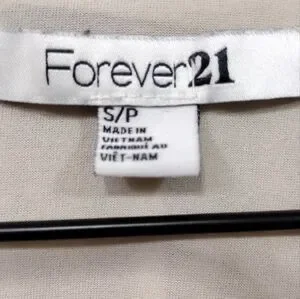 Forever21
S/P
MADE IN
VIETNAM
FABRIQUÉ AU
VIÊT-NAM